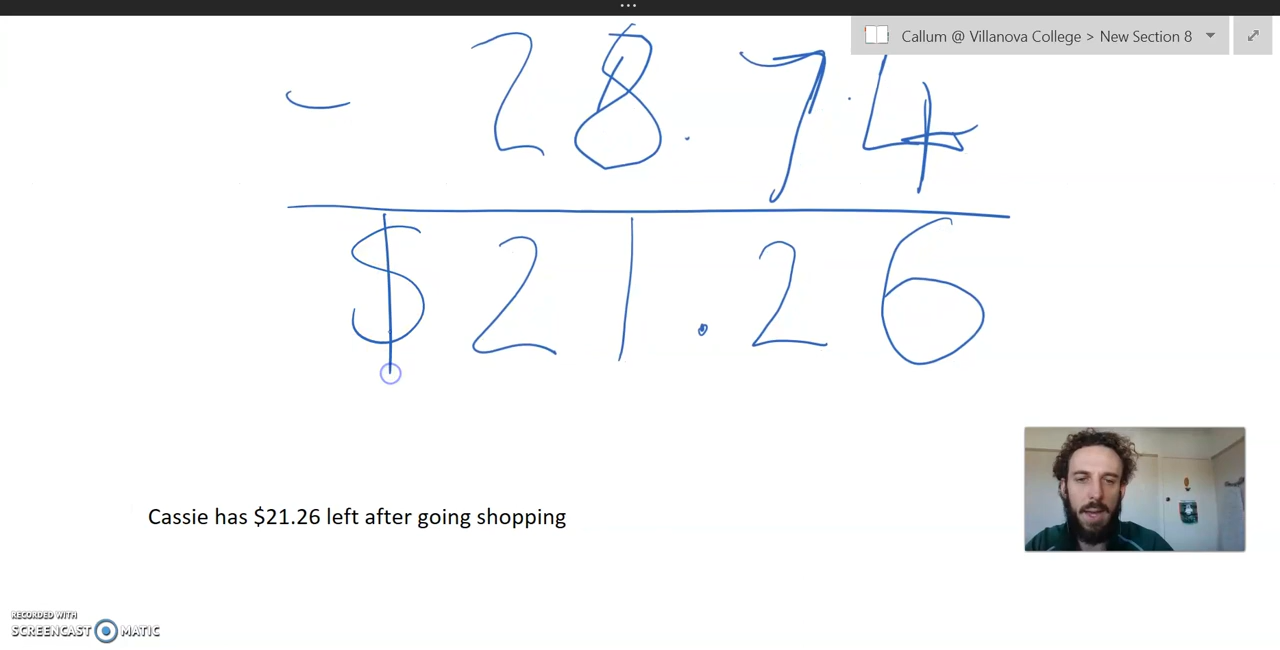 ...
Callum @ Villanova College > New Section 8
- 28.74
$21.26
Cassie has $21.26 left after going shopping
RECORDED WITH
SCREENCAST MATIC